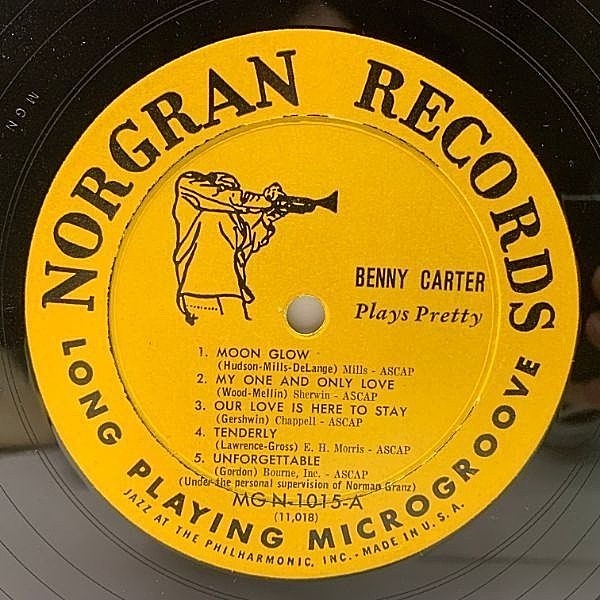 NORGRAN RECORDS
BENNY CARTER
Plays Pretty
1. MOON GLOW
(Hudson-Mills-DeLange) Mills - ASCAP
2. MY ONE AND ONLY LOVE
(Wood-Mellin) Sherwin - ASCAP
3. OUR LOVE IS HERE TO STAY
(Gershwin) Chappell - ASCAP
4. TENDERLY
(Lawrence-Gross) E. H. Morris - ASCAP
5. UNFORGETTABLE
(Gordon) Bourne, Inc. - ASCAP
(Under the personal supervision of Norman Granz)
MG N-1015-A
(11,018)
LONG PLAYING MICROGROOVE
JAZZ AT THE PHILHARMONIC, INC. - MADE IN U.S.A.
MGN